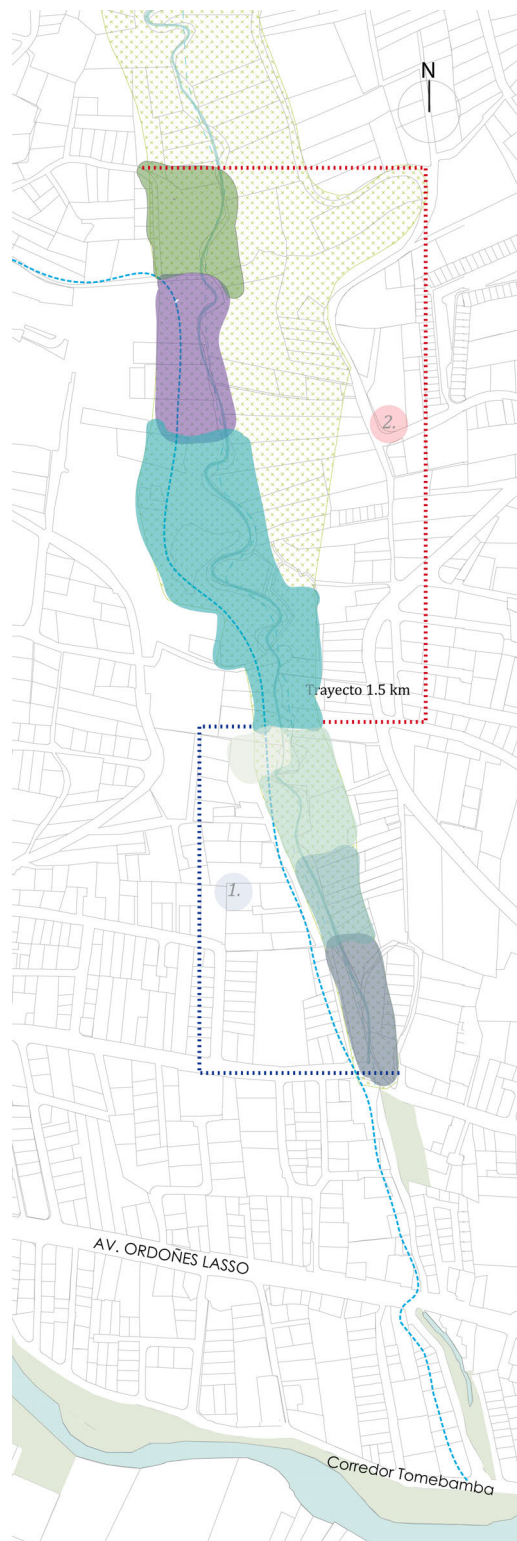 N
2.
Trayecto 1.5 km
1.
AV. ORDOÑES LASSO
Corredor Tomebamba